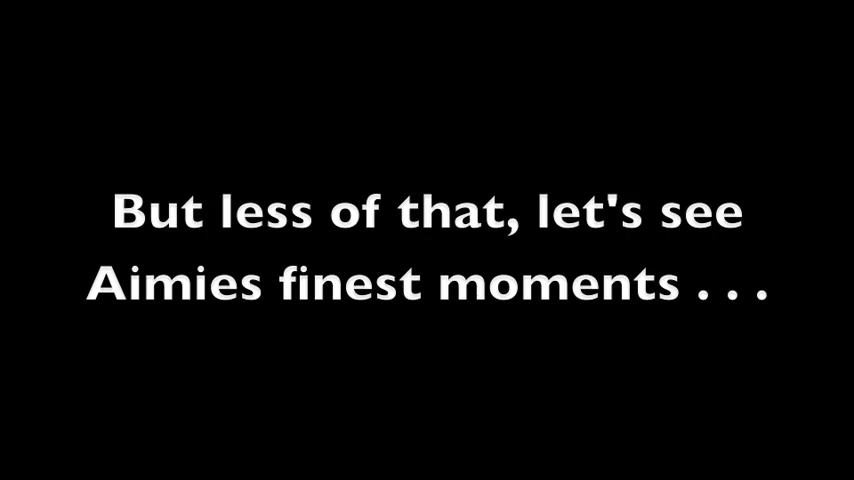 But less of that, let's see
Aimies finest moments . . .